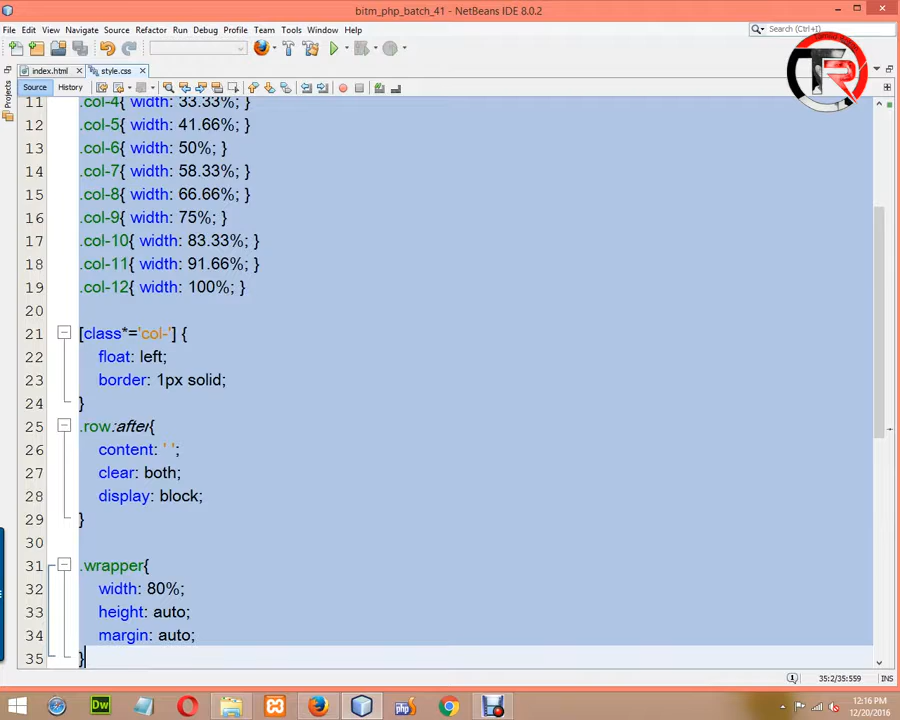 bitm_php_batch_41 - NetBeans IDE 8.0.2
File Edit View Navigate Source Refactor Run Debug Profile Team Tools Window Help
Search (Ctrl+I)
index.html style.css
Source History
Projects
11 .col-4{ width: 33.33%; }
12 .col-5{ width: 41.66%; }
13 .col-6{ width: 50%; }
14 .col-7{ width: 58.33%; }
15 .col-8{ width: 66.66%; }
16 .col-9{ width: 75%; }
17 .col-10{ width: 83.33%; }
18 .col-11{ width: 91.66%; }
19 .col-12{ width: 100%; }
20
21 [class*='col-'] {
22 float: left;
23 border: 1px solid;
24 }
25 .row:after{
26 content: ' ';
27 clear: both;
28 display: block;
29 }
30
31 .wrapper{
32 width: 80%;
33 height: auto;
34 margin: auto;
35 }
35:2/35:559 INS
Dw
php
12:16 PM
12/20/2016